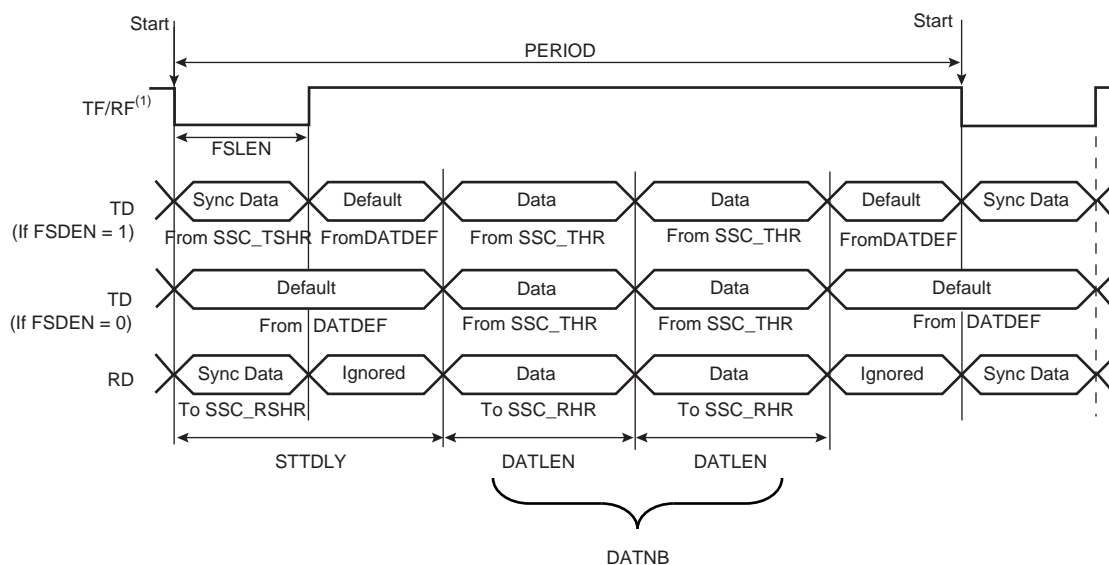 Start
Start
PERIOD
TF/RF(1)
FSLEN
TD
(If FSDEN = 1)
Sync Data
Default
Data
Data
Default
Sync Data
From SSC_TSHR
FromDATDEF
From SSC_THR
From SSC_THR
FromDATDEF
TD
(If FSDEN = 0)
Default
Data
Data
Default
From DATDEF
From SSC_THR
From SSC_THR
From DATDEF
RD
Sync Data
Ignored
Data
Data
Ignored
Sync Data
To SSC_RSHR
To SSC_RHR
To SSC_RHR
STTDLY
DATLEN
DATLEN
DATNB